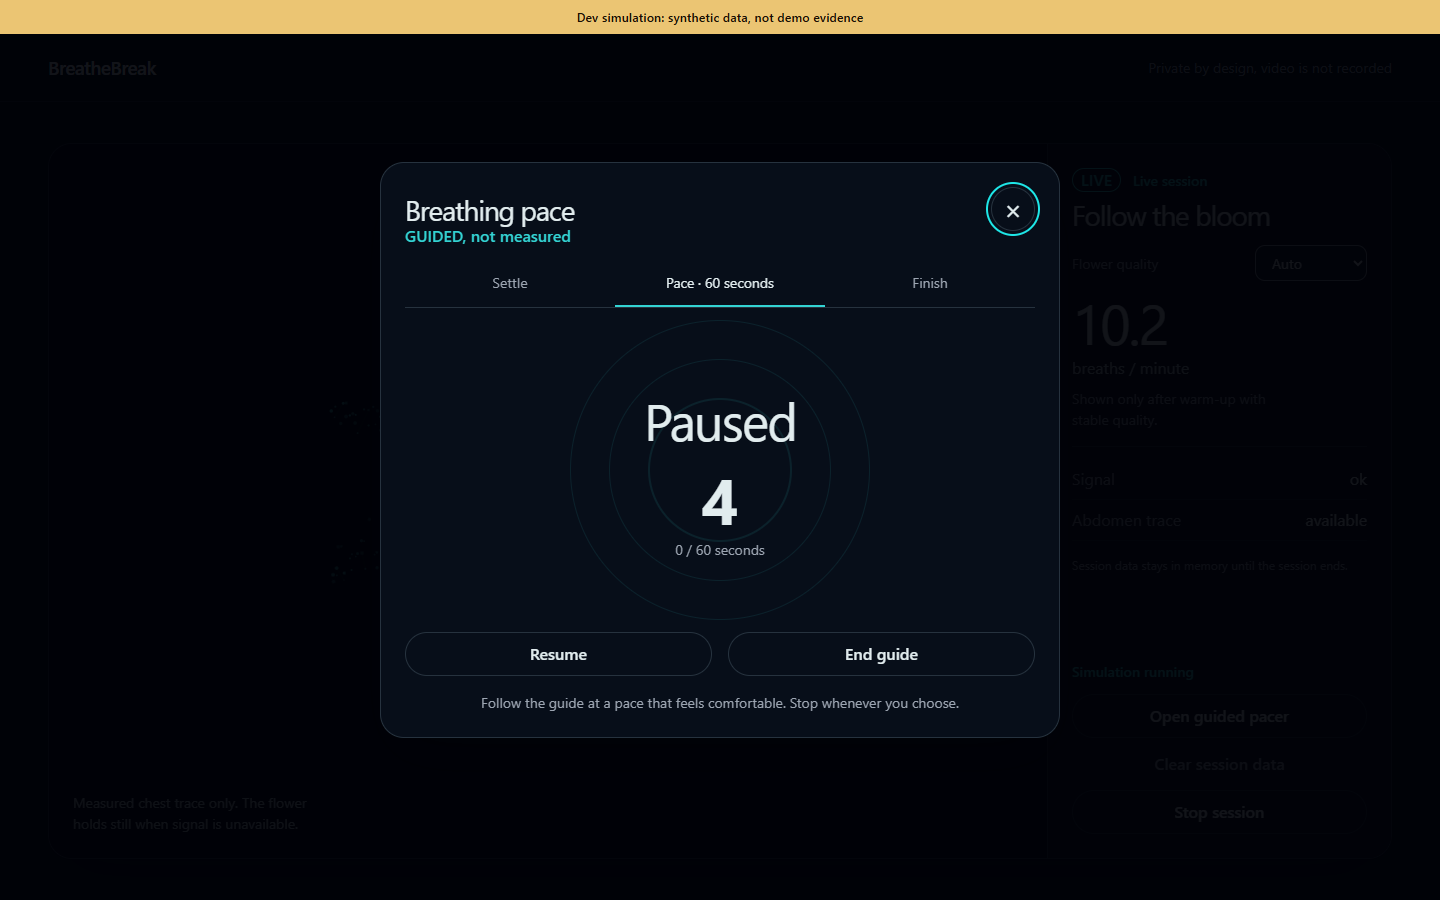 Dev simulation: synthetic data, not demo evidence
BreatheBreak
Private by design, video is not recorded
Breathing pace
GUIDED, not measured
×
Settle
Pace · 60 seconds
Finish
Paused
4
0 / 60 seconds
Resume
End guide
Follow the guide at a pace that feels comfortable. Stop whenever you choose.
LIVE
Live session
Follow the bloom
Flower quality
Auto
10.2
breaths / minute
Shown only after warm-up with
stable quality.
Signal
ok
Abdomen trace
available
Session data stays in memory until the session ends.
Simulation running
Open guided pacer
Clear session data
Stop session
Measured chest trace only. The flower
holds still when signal is unavailable.